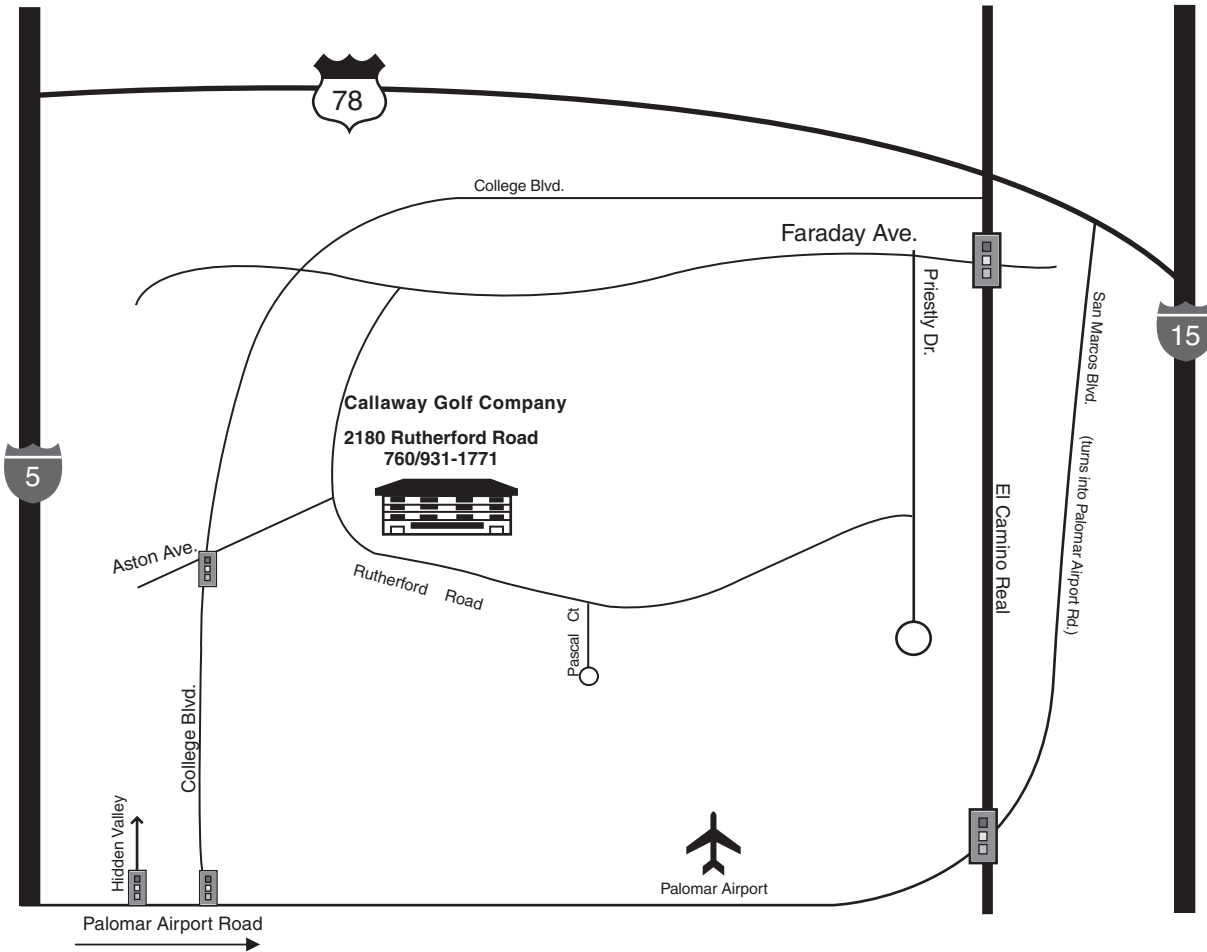 78
College Blvd.
Faraday Ave.
Priestly Dr.
San Marcos Blvd. (turns into Palomar Airport Rd.)
15
Callaway Golf Company
2180 Rutherford Road
760/931-1771
5
El Camino Real
Aston Ave.
Rutherford Road
Pascal Ct
College Blvd.
Hidden Valley
Palomar Airport
Palomar Airport Road